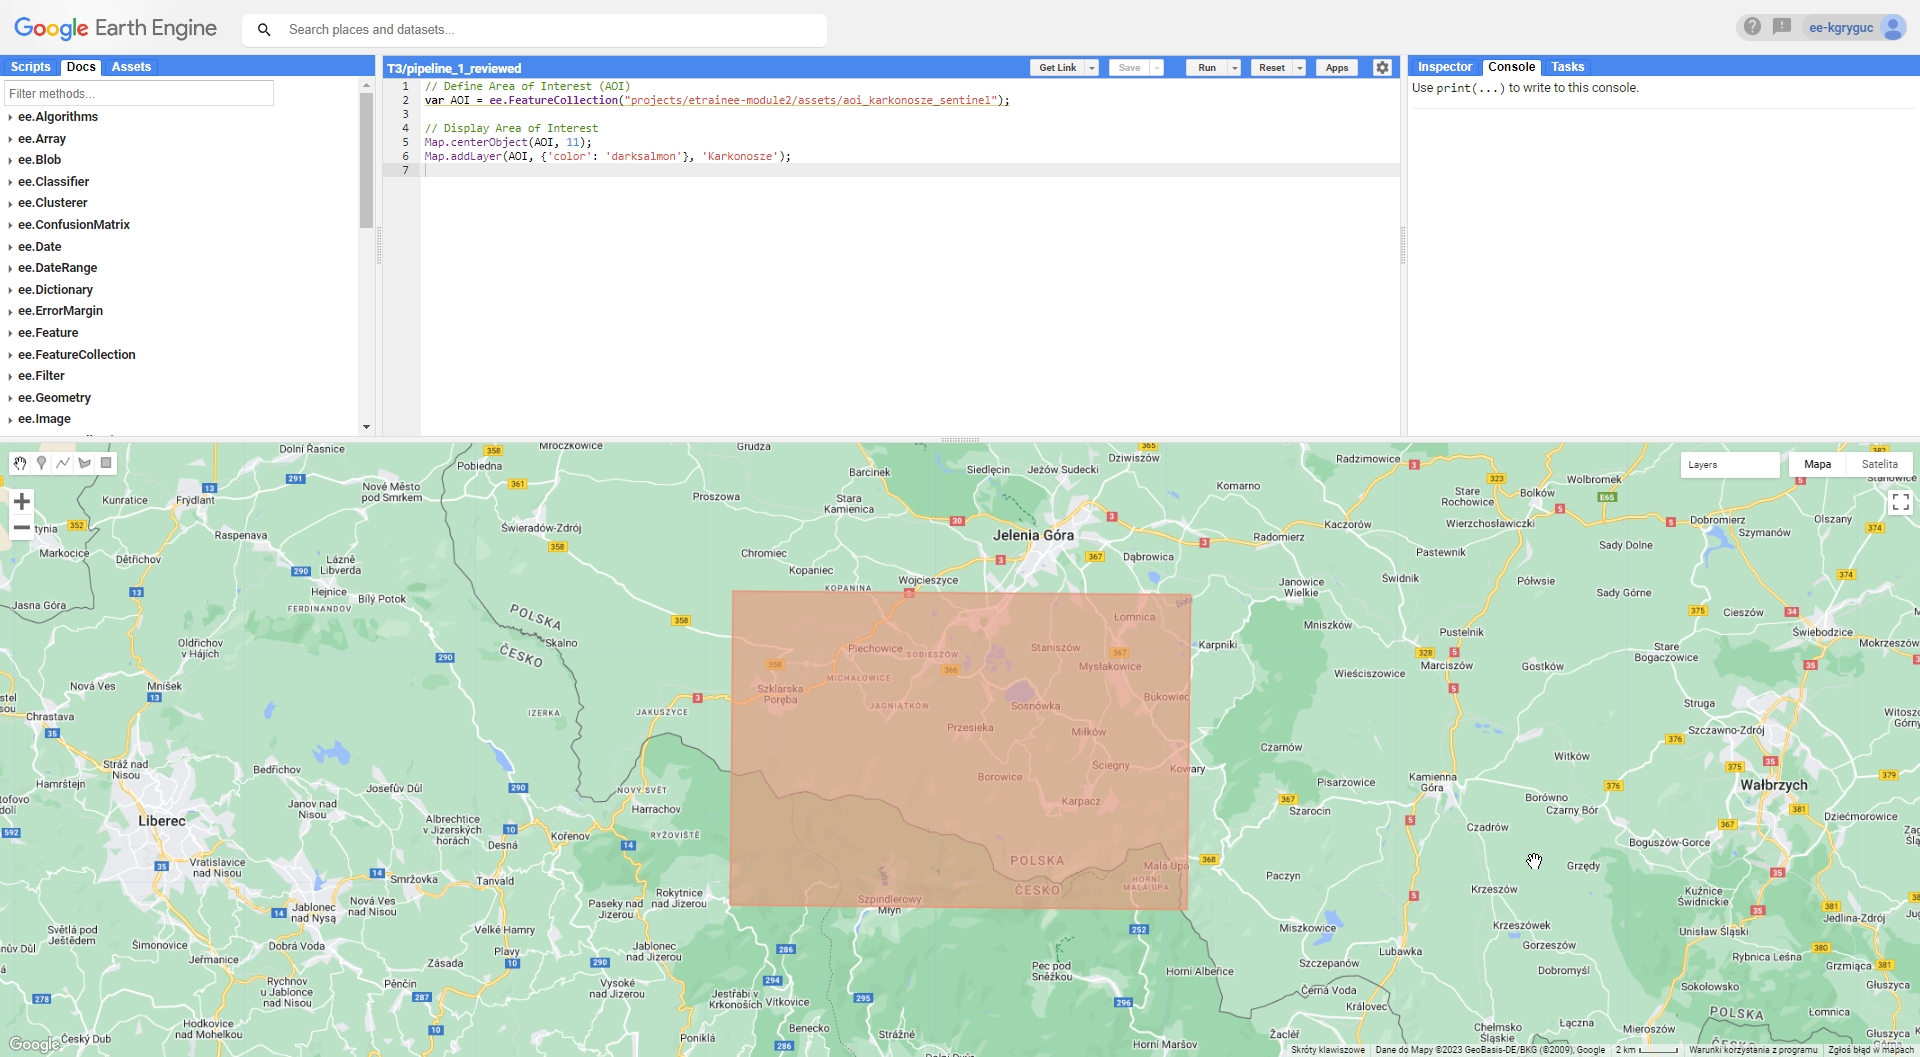 Google Earth Engine
Search places and datasets...
ee-kgryguc
Scripts
Docs
Assets
Filter methods...
ee.Algorithms
ee.Array
ee.Blob
ee.Classifier
ee.Clusterer
ee.ConfusionMatrix
ee.Date
ee.DateRange
ee.Dictionary
ee.ErrorMargin
ee.Feature
ee.FeatureCollection
ee.Filter
ee.Geometry
ee.Image
T3/pipeline_1_reviewed
Get Link
Save
Run
Reset
Apps
1 // Define Area of Interest (AOI)
2 var AOI = ee.FeatureCollection("projects/etrainee-module2/assets/aoi_karkonosze_sentinel");
3
4 // Display Area of Interest
5 Map.centerObject(AOI, 11);
6 Map.addLayer(AOI, {'color': 'darksalmon'}, 'Karkonosze');
7
Inspector
Console
Tasks
Use print(...) to write to this console.
Layers
Mapa
Satelita
Dolní Řasnice
Mroczkowice
Grudza
Pobiedna
Barcinek
Siedlęcin
Jeżów Sudecki
Dziwiszów
Radzimowice
Wolbromek
Kunratice
Frýdlant
Nové Město
pod Smrkem
Proszowa
Stara
Kamienica
Komarno
Stare
Rochowice
Bolków
Świeradów-Zdrój
Jelenia Góra
Kaczorów
Wierzchosławiczki
Dobromierz
Olszany
Szymanów
Raspenava
Markocice
Dětřichov
Lázně
Libverda
Chromiec
Kopaniec
Wojcieszyce
Dąbrowica
Radomierz
Pastewnik
Sady Dolne
Hejnice
Bílý Potok
FERDINANDOV
KOPANINA
Janowice
Wielkie
Świdnik
Półwsie
Sady Górne
Jasna Góra
POLSKA
ČESKO
Skalno
Łomnica
Mniszków
Pustelnik
Cieszów
Świebodzice
Oldřichov
v Hájích
Piechowice
SOBIESZÓW
Staniszów
Mysłakowice
Karpniki
Marciszów
Gostków
Stare
Bogaczowice
Nová Ves
Mníšek
Szklarska
Poręba
MICHAŁOWICE
JAGNIĄTKÓW
Sosnówka
Bukowiec
Wieściszowice
Struga
Chrastava
IZERKA
JAKUSZYCE
Przesieka
Miłków
Czarnów
Szczawno-Zdrój
Witków
Stráž nad
Nisou
Bedřichov
Ściegny
Kowary
Borowice
Hamrštejn
Josefův Důl
NOVÝ SVĚT
Harrachov
Pisarzowice
Kamienna
Góra
Borówno
Czarny Bór
Wałbrzych
Janov nad
Nisou
Karpacz
Szarocin
Liberec
Albrechtice
v Jizerských
horách
Desná
Kořenov
RÝŽOVIŠTĚ
Czadrów
Dziećmorowice
Boguszów-Gorce
Vratislavice
nad Nisou
Smržovka
Tanvald
POLSKA
ČESKO
Malá Úpa
HORNÍ
MALÁ ÚPA
Paczyn
Grzędy
Krzeszów
Kuźnice
Świdnickie
Jablonec
nad Nysą
Nová Ves
nad Nisou
Paseky nad
Jizerou
Rokytnice
nad Jizerou
Szpindlerowy
Młyn
Miszkowice
Krzeszówek
Jedlina-Zdrój
Světlá pod
Ještědem
Šimonovice
Dobrá Voda
Velké Hamry
Plavy
Jablonec
nad Jizerou
Gorzeszów
Unisław Śląski
Lubawka
Jeřmanice
Zásada
Pec pod
Sněžkou
Horní Albeřice
Szczepanów
Dobromyśl
Rybnica Leśna
Grzmiąca
Rychnov
u Jablonce
nad Nisou
Pěnčín
Vysoké
nad Jizerou
Jestřabí v
Krkonoších
Vítkovice
Černá Voda
Královec
Sokołowsko
Głuszyca
Hodkovice
nad Mohelkou
Český Dub
Poniklá
Benecko
Strážné
Žacléř
Horní Maršov
Chełmsko
Śląskie
Łączna
Mieroszów
POLSKA
Łomnica
Google
Skróty klawiszowe
Dane do Mapy ©2023 GeoBasis-DE/BKG (©2009), Google
2 km
Warunki korzystania z programu
Zgłoś błąd w mapach